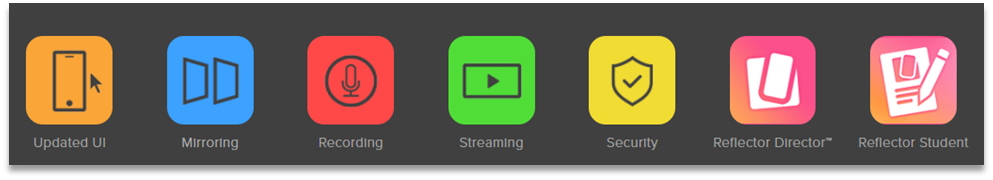 Updated UI
Mirroring
Recording
Streaming
Security
Reflector Director™
Reflector Student